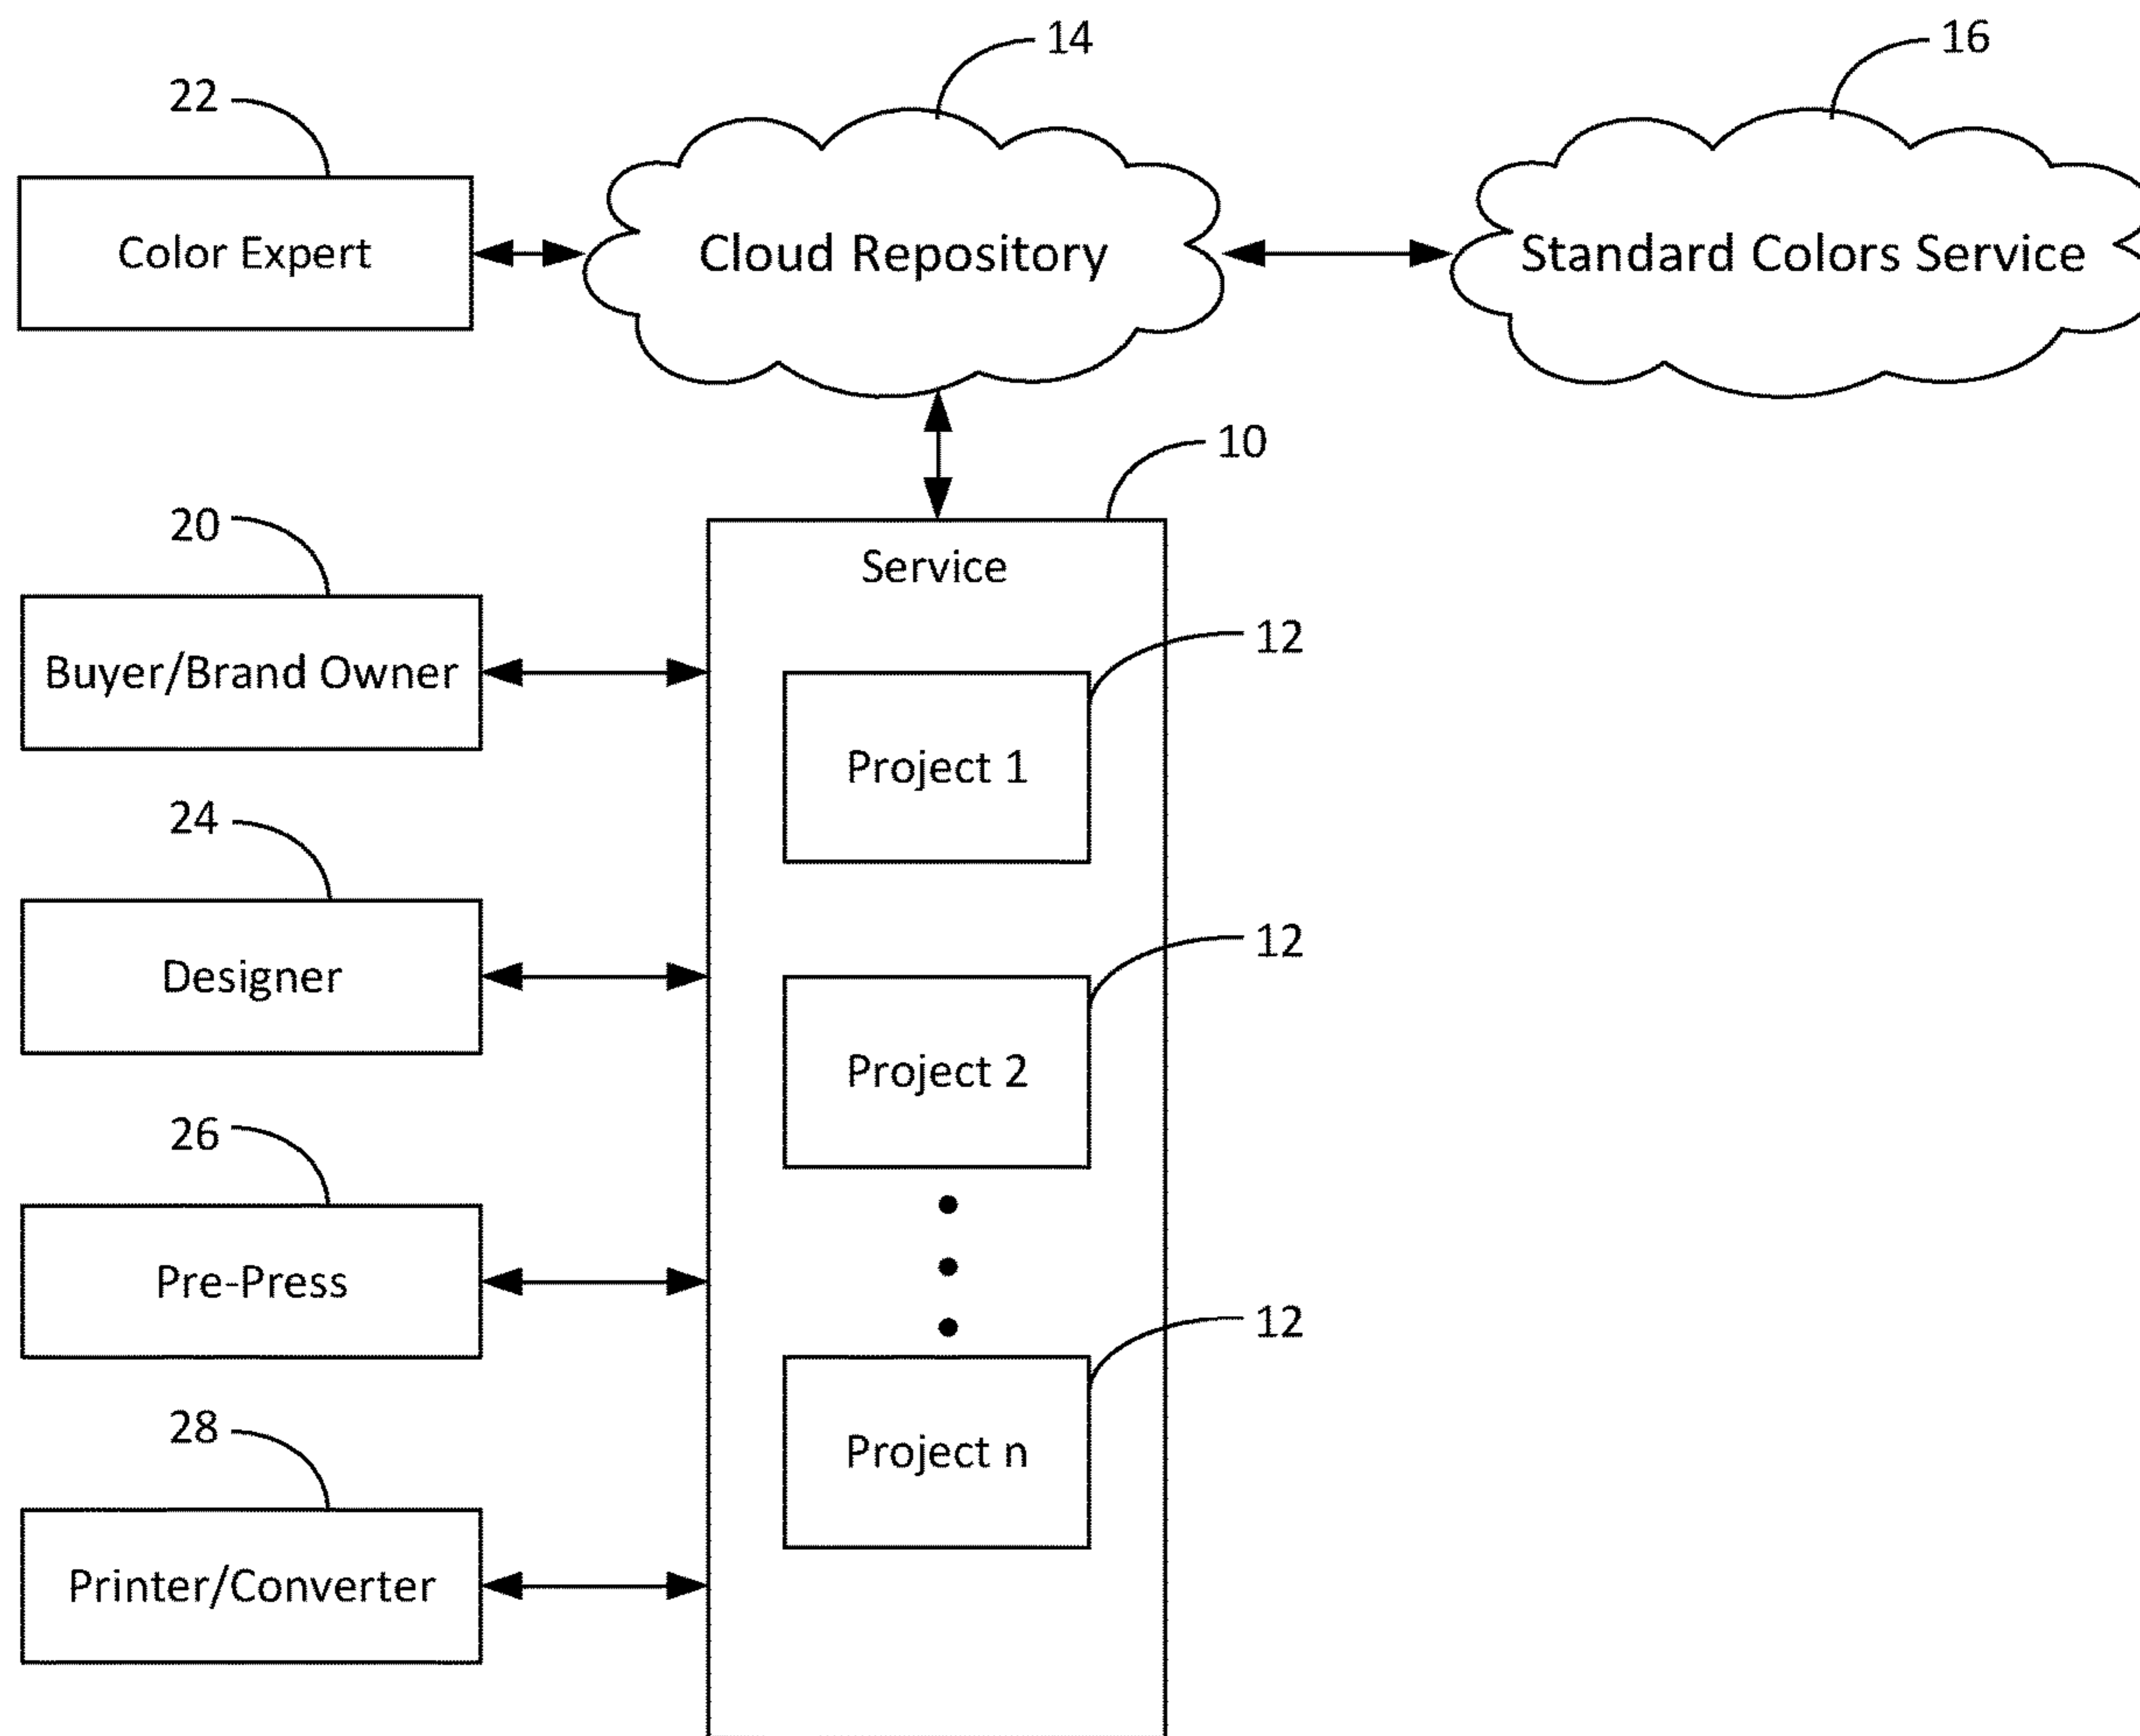 14
16
22
Color Expert
Cloud Repository
Standard Colors Service
10
20
Service
12
Buyer/Brand Owner
Project 1
24
12
Designer
Project 2
26
Pre-Press
12
28
Project n
Printer/Converter